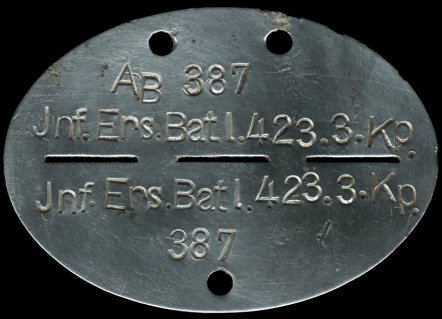 AB 387
Jnf. Ers. Batl. 423. 3. Kp.
Jnf. Ers. Batl. 423. 3. Kp.
387